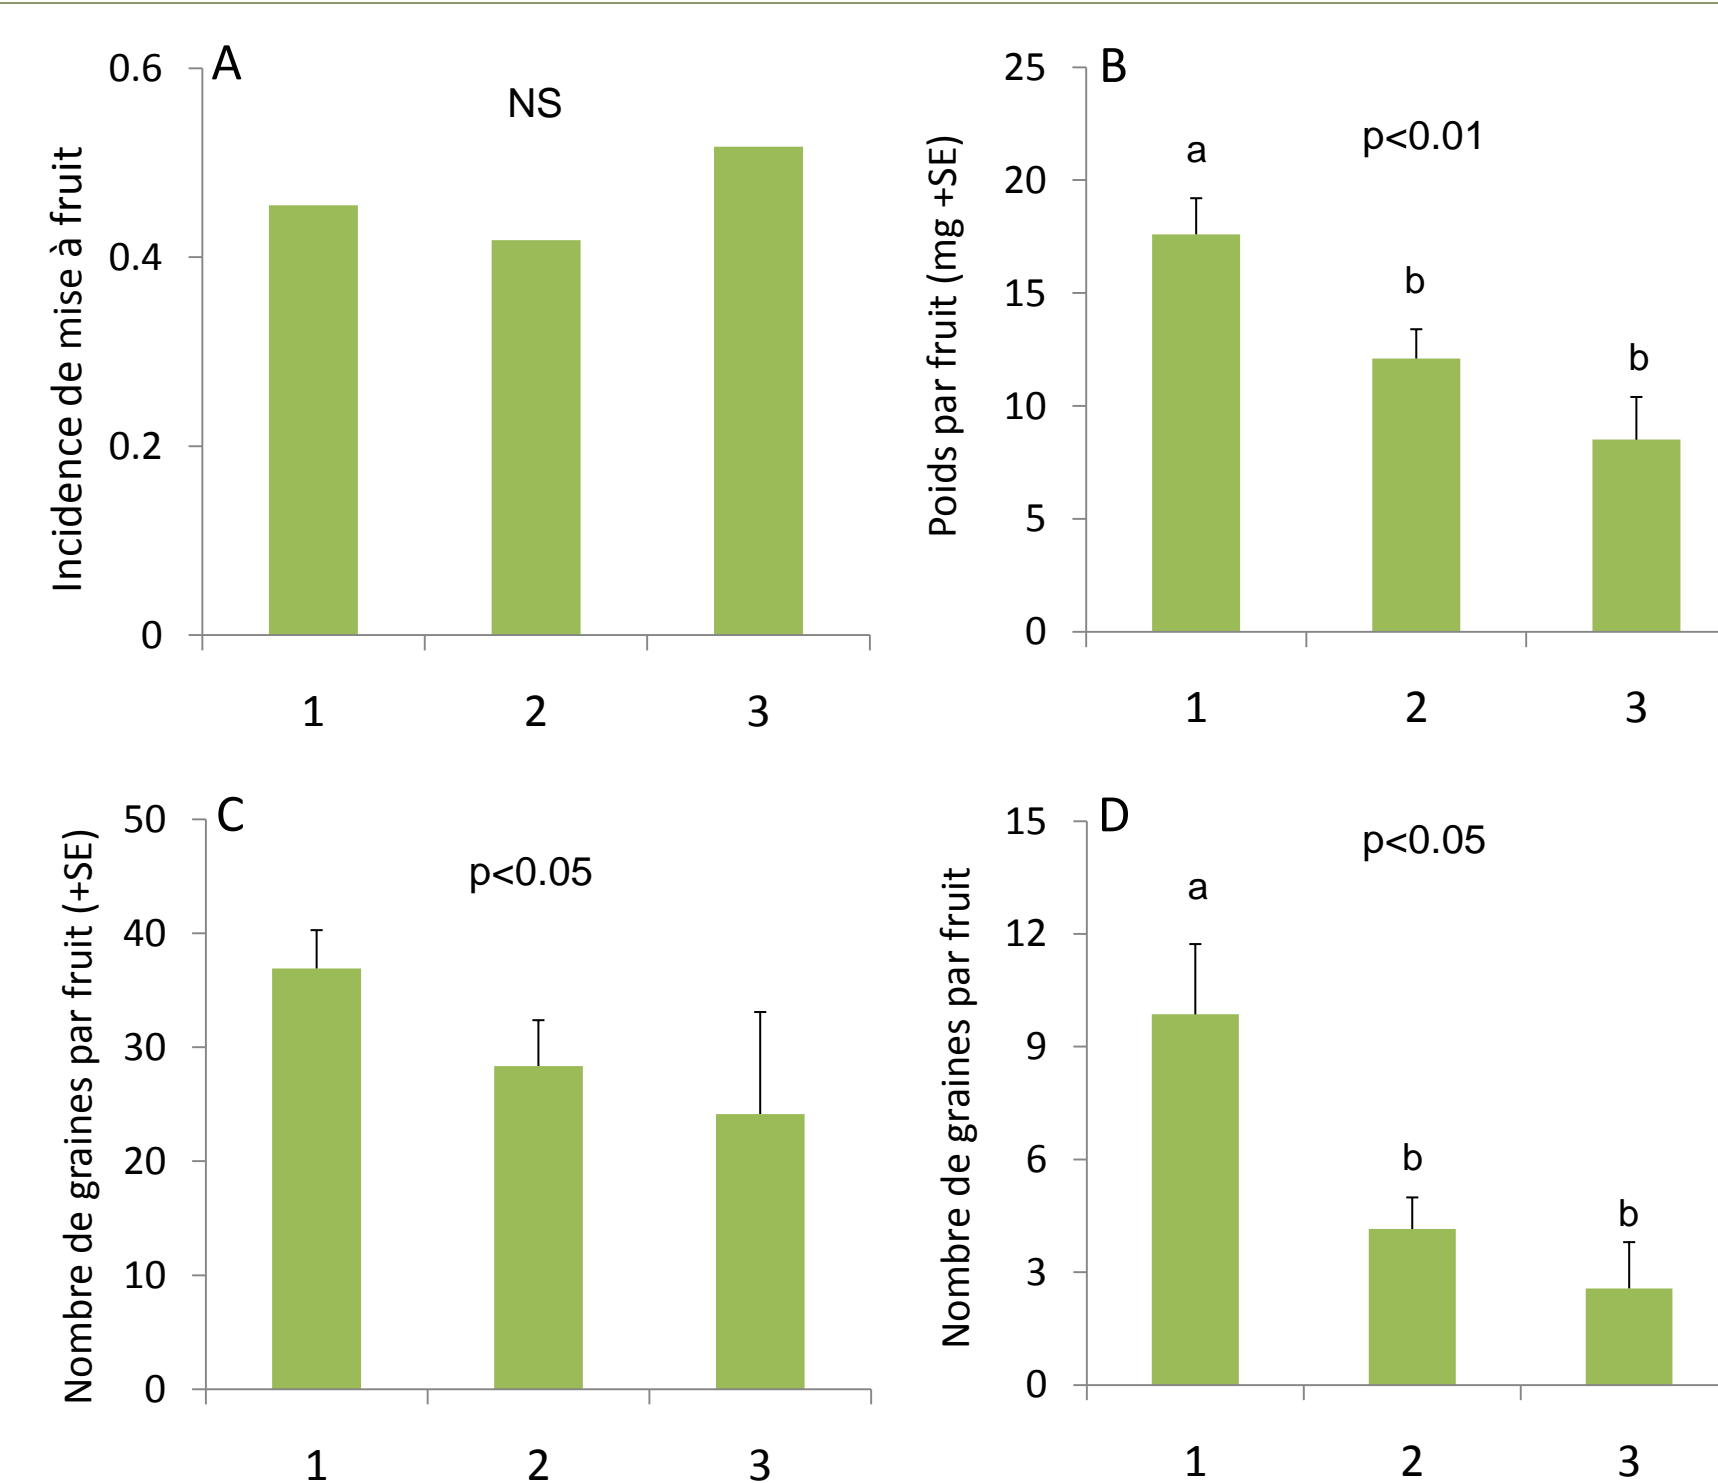 A
NS
Incidence de mise à fruit
0.6
0.4
0.2
0
1 2 3
B
p<0.01
Poids par fruit (mg +SE)
25
20
15
10
5
0
a
b
b
1 2 3
C
p<0.05
Nombre de graines par fruit (+SE)
50
40
30
20
10
0
1 2 3
D
p<0.05
Nombre de graines par fruit
15
12
9
6
3
0
a
b
b
1 2 3